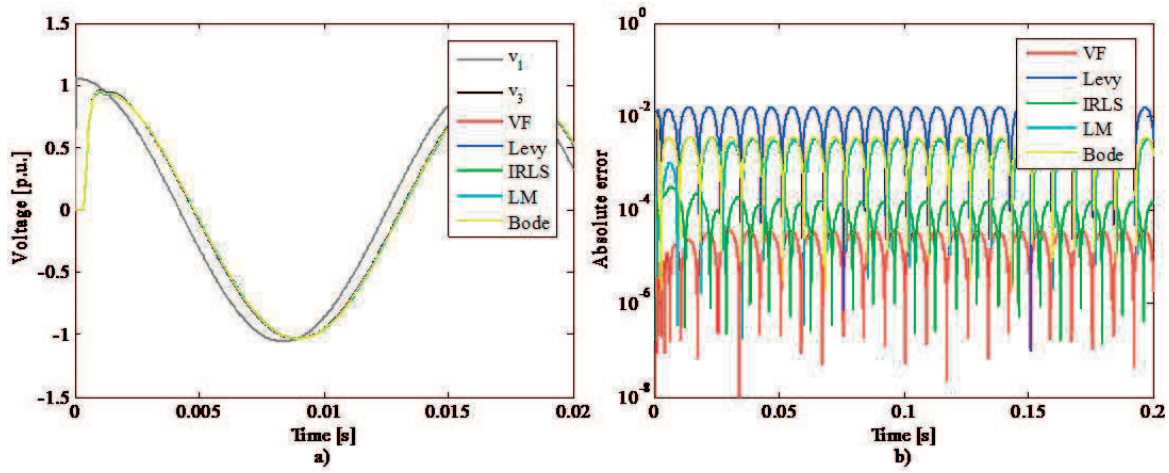 1.5
1
0.5
0
-0.5
-1
-1.5
Voltage [p.u.]
0
0.005
0.01
0.015
0.02
Time [s]
a)
v1
v3
VF
Levy
IRLS
LM
Bode
10^0
10^-2
10^-4
10^-6
10^-8
Absolute error
0
0.05
0.1
0.15
0.2
Time [s]
b)
VF
Levy
IRLS
LM
Bode